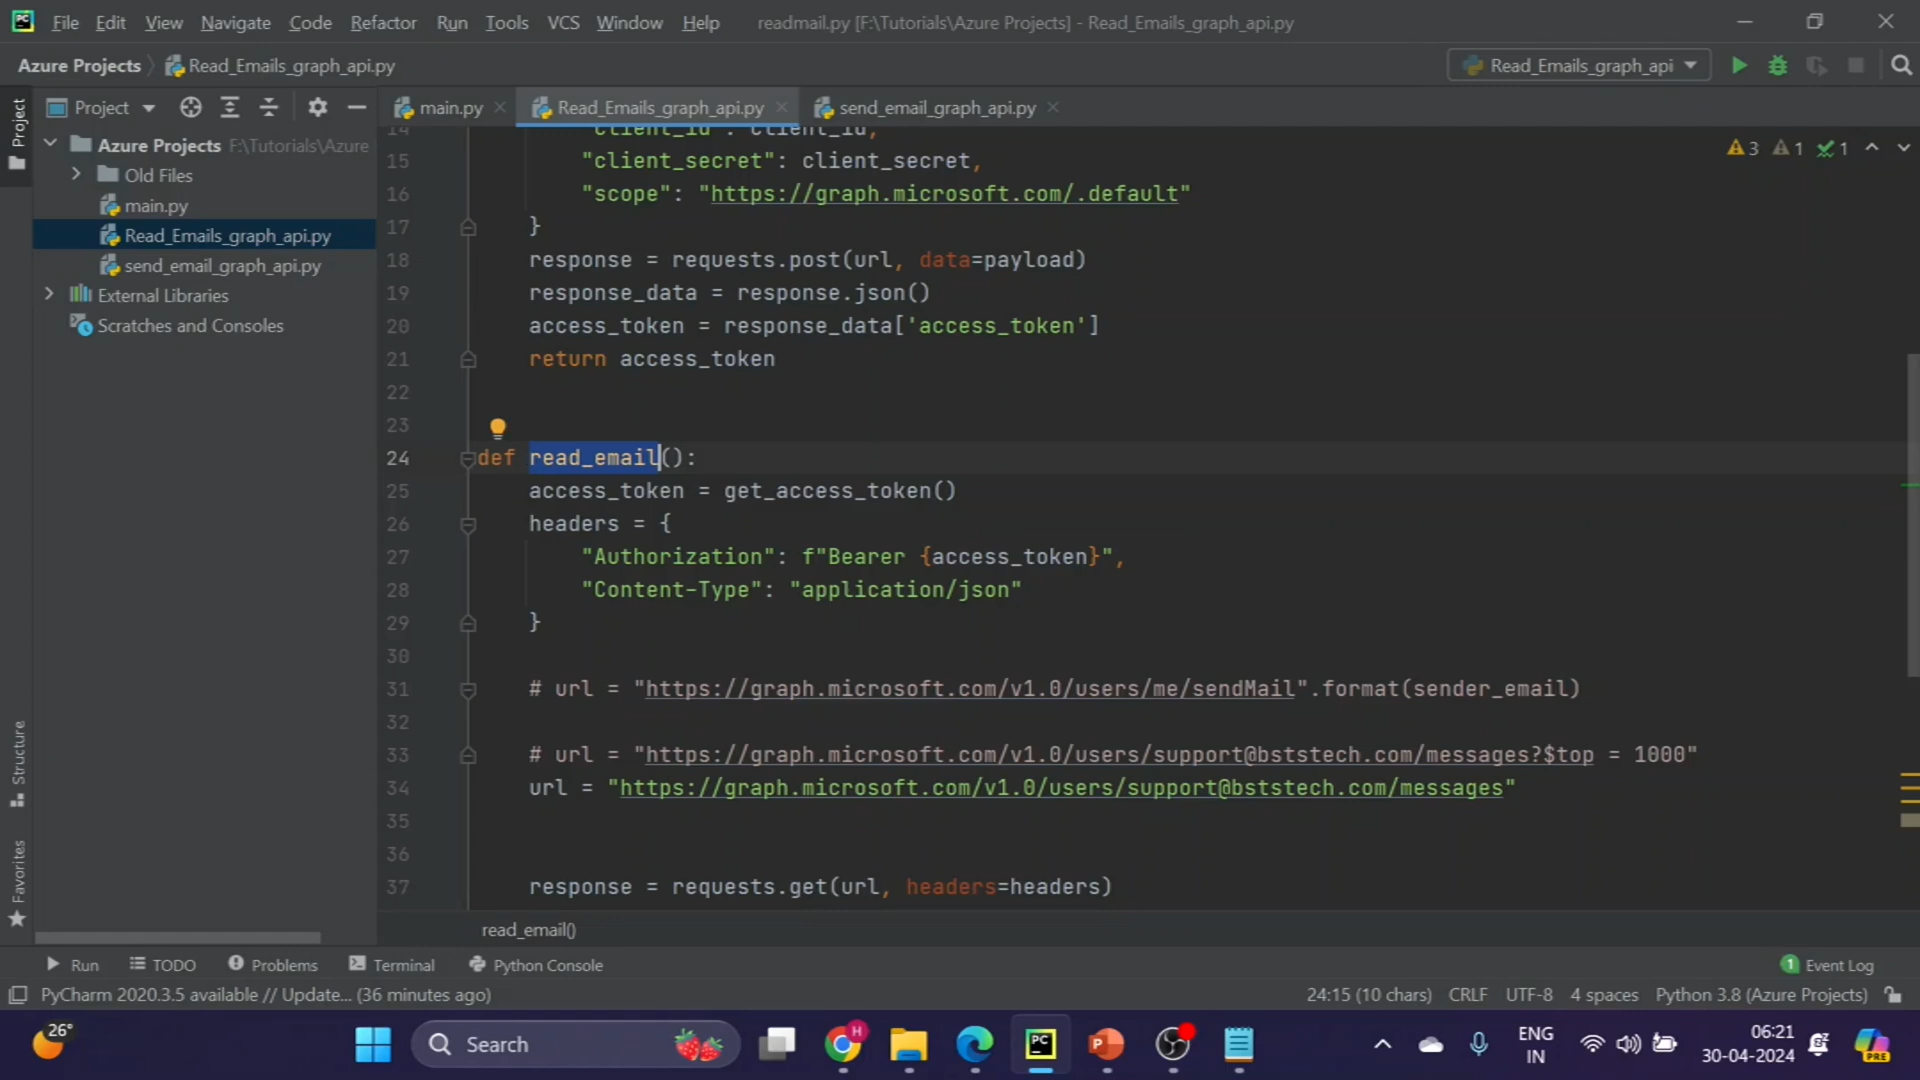 File Edit View Navigate Code Refactor Run Tools VCS Window Help readmail.py [F:\Tutorials\Azure Projects] - Read_Emails_graph_api.py
Azure Projects Read_Emails_graph_api.py Read_Emails_graph_api
Project
Project
main.py Read_Emails_graph_api.py send_email_graph_api.py
Azure Projects F:\Tutorials\Azure
Old Files
main.py
Read_Emails_graph_api.py
send_email_graph_api.py
External Libraries
Scratches and Consoles
3 1 1
14 "client_id": client_id,
15 "client_secret": client_secret,
16 "scope": "https://graph.microsoft.com/.default"
17 }
18 response = requests.post(url, data=payload)
19 response_data = response.json()
20 access_token = response_data['access_token']
21 return access_token
22
23
24 def read_email():
25 access_token = get_access_token()
26 headers = {
27 "Authorization": f"Bearer {access_token}",
28 "Content-Type": "application/json"
29 }
30
31 # url = "https://graph.microsoft.com/v1.0/users/me/sendMail".format(sender_email)
32
33 # url = "https://graph.microsoft.com/v1.0/users/support@bststech.com/messages?$top = 1000"
34 url = "https://graph.microsoft.com/v1.0/users/support@bststech.com/messages"
35
36
37 response = requests.get(url, headers=headers)
Structure
Favorites
read_email()
Run TODO Problems Terminal Python Console 1 Event Log
PyCharm 2020.3.5 available // Update... (36 minutes ago) 24:15 (10 chars) CRLF UTF-8 4 spaces Python 3.8 (Azure Projects)
26° Search H PC P ENG IN 06:21 30-04-2024 PRE